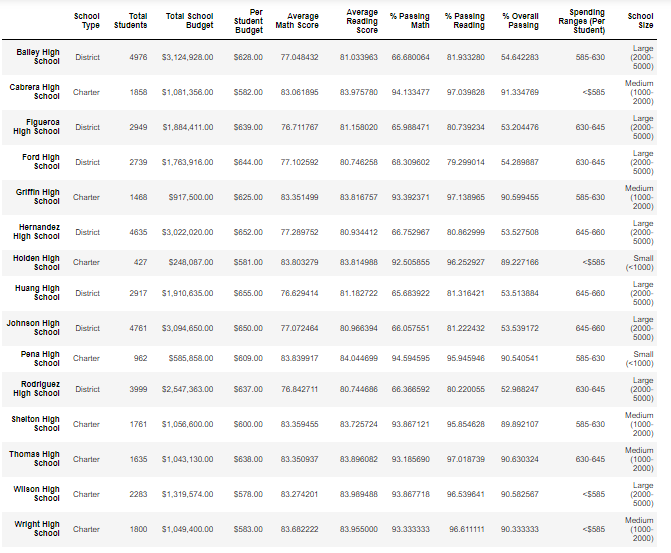 School Type Total Students Total School Budget Per Student Budget Average Math Score Average Reading Score % Passing Math % Passing Reading % Overall Passing Spending Ranges (Per Student) School Size
Bailey High School District 4976 $3,124,928.00 $628.00 77.048432 81.033963 66.680064 81.933280 54.642283 585-630 Large (2000-5000)
Cabrera High School Charter 1858 $1,081,356.00 $582.00 83.061895 83.975780 94.133477 97.039828 91.334769 <$585 Medium (1000-2000)
Figueroa High School District 2949 $1,884,411.00 $639.00 76.711767 81.158020 65.988471 80.739234 53.204476 630-645 Large (2000-5000)
Ford High School District 2739 $1,763,916.00 $644.00 77.102592 80.746258 68.309602 79.299014 54.289887 630-645 Large (2000-5000)
Griffin High School Charter 1468 $917,500.00 $625.00 83.351499 83.816757 93.392371 97.138965 90.599455 585-630 Medium (1000-2000)
Hernandez High School District 4635 $3,022,020.00 $652.00 77.289752 80.934412 66.752967 80.862999 53.527508 645-660 Large (2000-5000)
Holden High School Charter 427 $248,087.00 $581.00 83.803279 83.814988 92.505855 96.252927 89.227166 <$585 Small (<1000)
Huang High School District 2917 $1,910,635.00 $655.00 76.629414 81.182722 65.683922 81.316421 53.513884 645-660 Large (2000-5000)
Johnson High School District 4761 $3,094,650.00 $650.00 77.072464 80.966394 66.057551 81.222432 53.539172 645-660 Large (2000-5000)
Pena High School Charter 962 $585,858.00 $609.00 83.839917 84.044699 94.594595 95.945946 90.540541 585-630 Small (<1000)
Rodriguez High School District 3999 $2,547,363.00 $637.00 76.842711 80.744686 66.366592 80.220055 52.988247 630-645 Large (2000-5000)
Shelton High School Charter 1761 $1,056,600.00 $600.00 83.359455 83.725724 93.867121 95.854628 89.892107 585-630 Medium (1000-2000)
Thomas High School Charter 1635 $1,043,130.00 $638.00 83.350937 83.896082 93.185690 97.018739 90.630324 630-645 Medium (1000-2000)
Wilson High School Charter 2283 $1,319,574.00 $578.00 83.274201 83.989488 93.867718 96.539641 90.582567 <$585 Large (2000-5000)
Wright High School Charter 1800 $1,049,400.00 $583.00 83.682222 83.955000 93.333333 96.611111 90.333333 <$585 Medium (1000-2000)